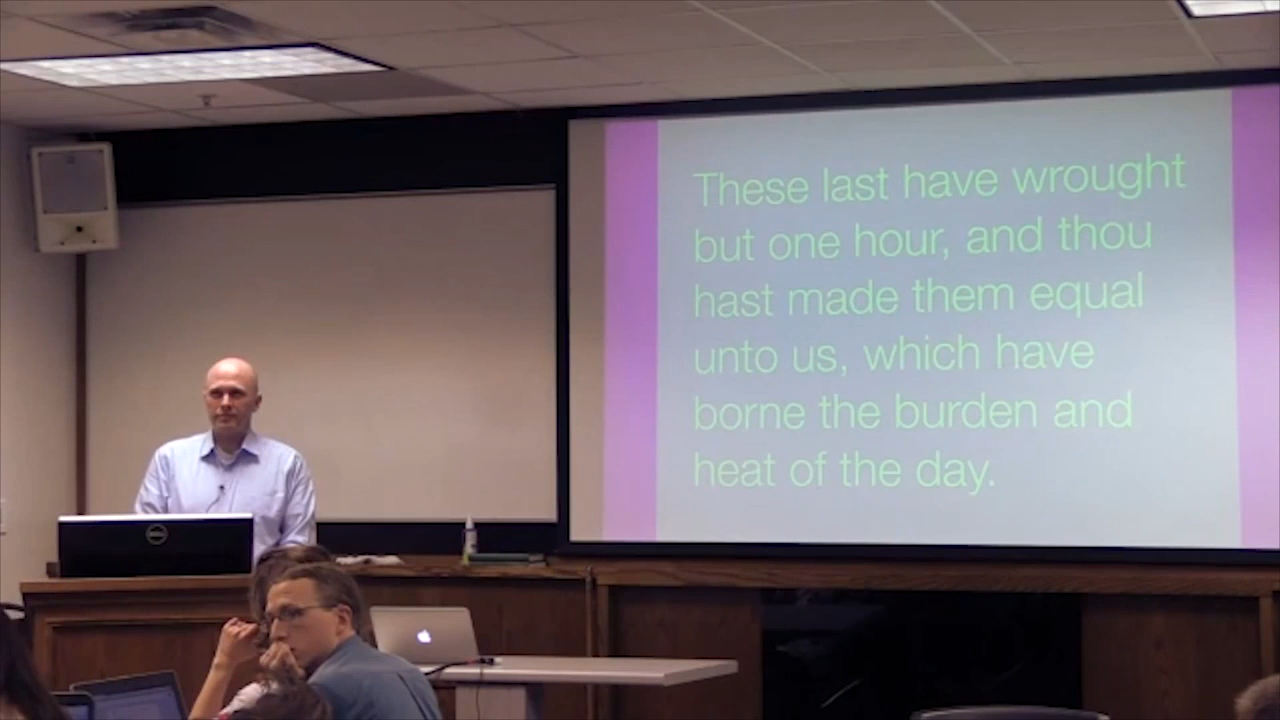 These last have wrought
but one hour, and thou
hast made them equal
unto us, which have
borne the burden and
heat of the day.
DELL